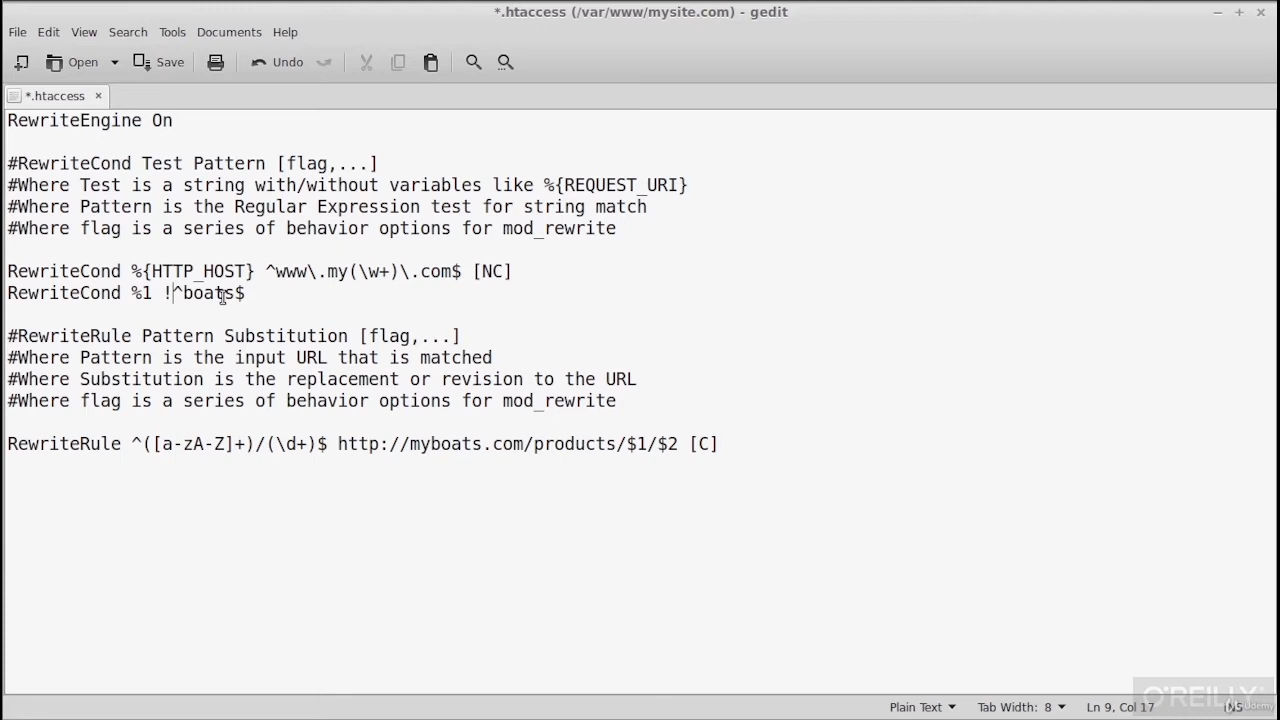 *.htaccess (/var/www/mysite.com) - gedit
File Edit View Search Tools Documents Help
Open Save Undo
*.htaccess ×
RewriteEngine On
#RewriteCond Test Pattern [flag,...]
#Where Test is a string with/without variables like %{REQUEST_URI}
#Where Pattern is the Regular Expression test for string match
#Where flag is a series of behavior options for mod_rewrite
RewriteCond %{HTTP_HOST} ^www\.my(\w+)\.com$ [NC]
RewriteCond %1 !^boats$
#RewriteRule Pattern Substitution [flag,...]
#Where Pattern is the input URL that is matched
#Where Substitution is the replacement or revision to the URL
#Where flag is a series of behavior options for mod_rewrite
RewriteRule ^([a-zA-Z]+)/(\d+)$ http://myboats.com/products/$1/$2 [C]
O'REILLY
Plain Text Tab Width: 8 Ln 9, Col 17 INS